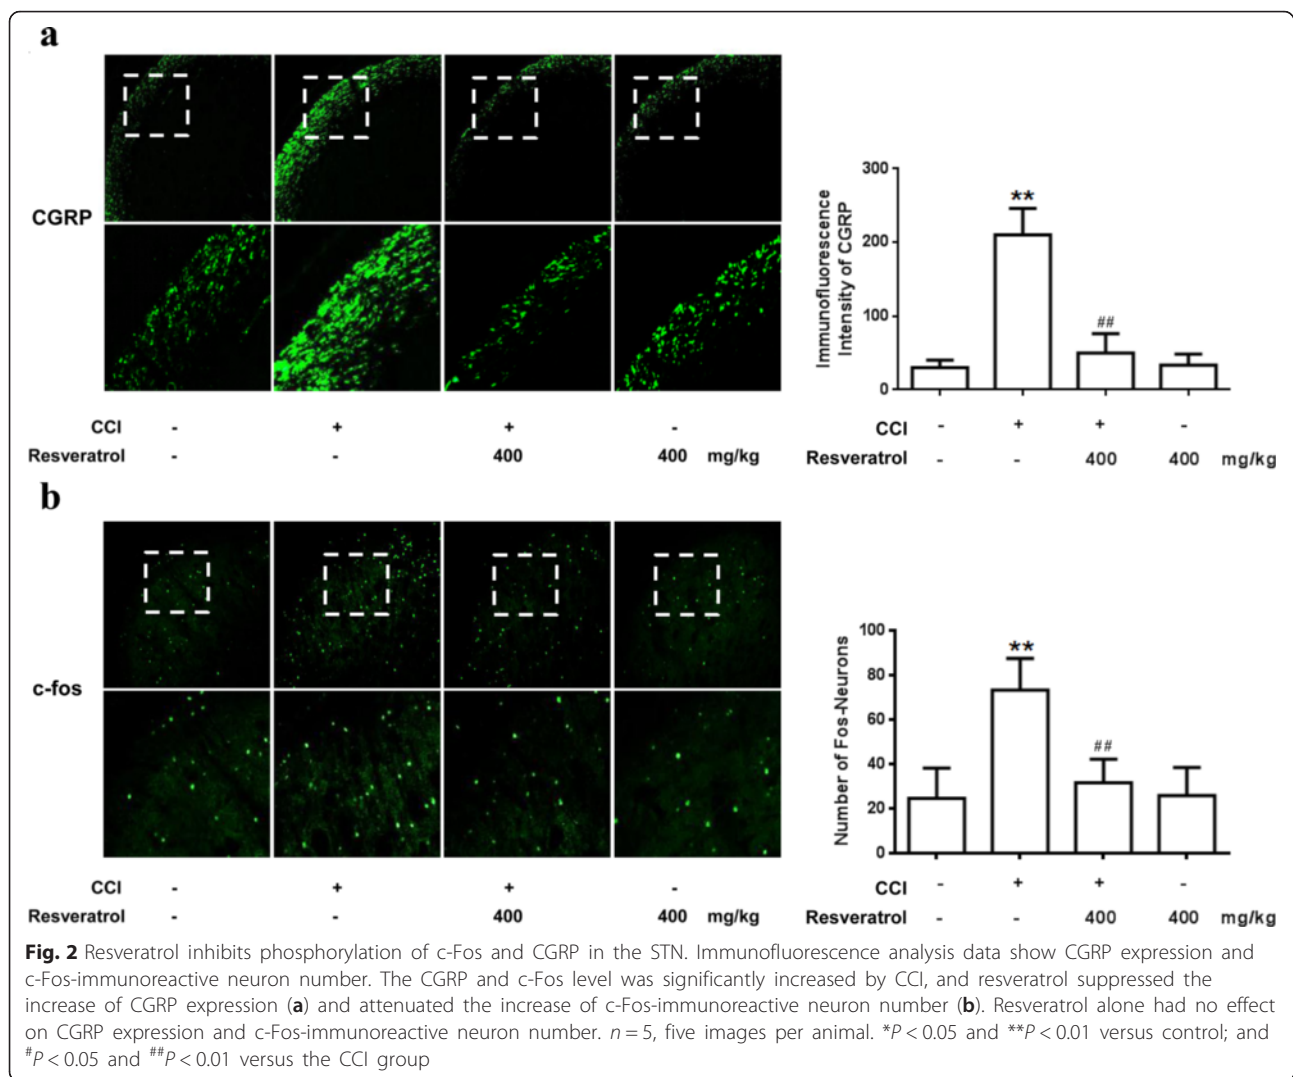 a
CGRP
CCI - + + -
Resveratrol - - 400 400 mg/kg
Immunofluorescence
Intensity of CGRP
300
200
100
0
**
##
CCI - + + -
Resveratrol - - 400 400 mg/kg
b
c-fos
CCI - + + -
Resveratrol - - 400 400 mg/kg
Number of Fos-Neurons
100
80
60
40
20
0
**
##
CCI - + + -
Resveratrol - - 400 400 mg/kg
Fig. 2 Resveratrol inhibits phosphorylation of c-Fos and CGRP in the STN. Immunofluorescence analysis data show CGRP expression and
c-Fos-immunoreactive neuron number. The CGRP and c-Fos level was significantly increased by CCI, and resveratrol suppressed the
increase of CGRP expression (a) and attenuated the increase of c-Fos-immunoreactive neuron number (b). Resveratrol alone had no effect
on CGRP expression and c-Fos-immunoreactive neuron number. n = 5, five images per animal. *P < 0.05 and **P < 0.01 versus control; and
#P < 0.05 and ##P < 0.01 versus the CCI group